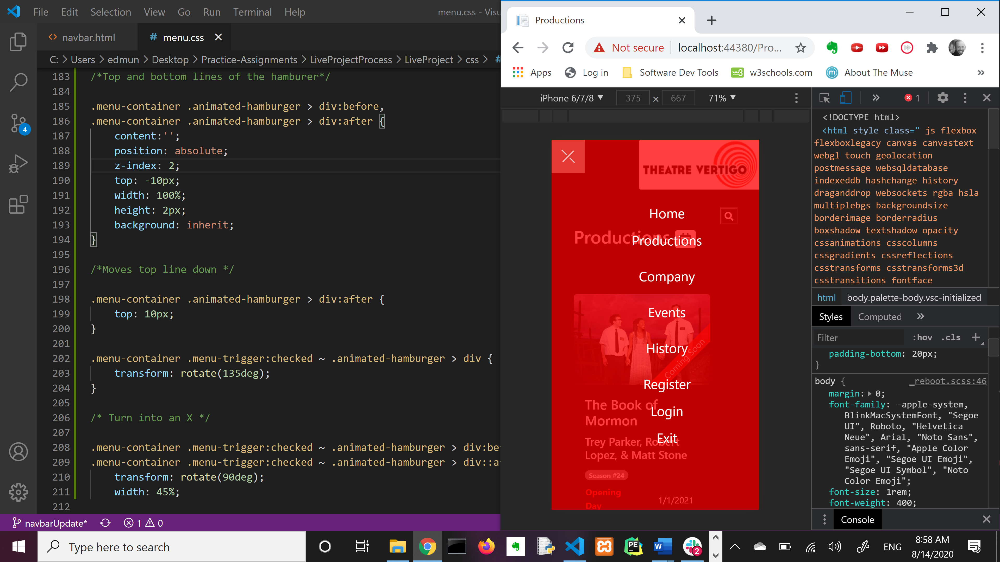 File Edit Selection View Go Run Terminal Help menu.css - Visu
navbar.html
# menu.css
C: > Users > edmun > Desktop > Practice-Assignments > LiveProjectProcess > LiveProject > css > #
183 /*Top and bottom lines of the hamburer*/
184
185 .menu-container .animated-hamburger > div:before,
186 .menu-container .animated-hamburger > div:after {
187 content:'';
188 position: absolute;
189 z-index: 2;
190 top: -10px;
191 width: 100%;
192 height: 2px;
193 background: inherit;
194 }
195
196 /*Moves top line down */
197
198 .menu-container .animated-hamburger > div:after {
199 top: 10px;
200 }
201
202 .menu-container .menu-trigger:checked ~ .animated-hamburger > div {
203 transform: rotate(135deg);
204 }
205
206 /* Turn into an X */
207
208 .menu-container .menu-trigger:checked ~ .animated-hamburger > div:be
209 .menu-container .menu-trigger:checked ~ .animated-hamburger > div::a
210 transform: rotate(90deg);
211 width: 45%;
212
4
navbarUpdate* 1 0
Productions
Not secure localhost:44380/Pro...
Apps Log in Software Dev Tools w3schools.com About The Muse »
w3
m
iPhone 6/7/8 375 × 667 71%
THEATRE VERTIGO
Home
Productions
Productions
Company
Events
History
Coming Soon
Register
The Book of
Mormon
Login
Exit
Trey Parker, Robert
Lopez, & Matt Stone
Season #24
Opening
Day
1/1/2021
» 1
<!DOCTYPE html>
<html style class=" js flexbox
flexboxlegacy canvas canvastext
webgl touch geolocation
postmessage websqldatabase
indexeddb hashchange history
draganddrop websockets rgba hsla
multiplebgs backgroundsize
borderimage borderradius
boxshadow textshadow opacity
cssanimations csscolumns
cssgradients cssreflections
csstransforms csstransforms3d
csstransitions fontface
html body.palette-body.vsc-initialized
Styles Computed »
Filter :hov .cls +
padding-bottom: 20px;
}
body { _reboot.scss:46
margin: 0;
font-family: -apple-system,
BlinkMacSystemFont, "Segoe
UI", Roboto, "Helvetica
Neue", Arial, "Noto Sans",
sans-serif, "Apple Color
Emoji", "Segoe UI Emoji",
"Segoe UI Symbol", "Noto
Color Emoji";
font-size: 1rem;
font-weight: 400;
Console
Type here to search
PE
W
2
ENG
8:58 AM
8/14/2020